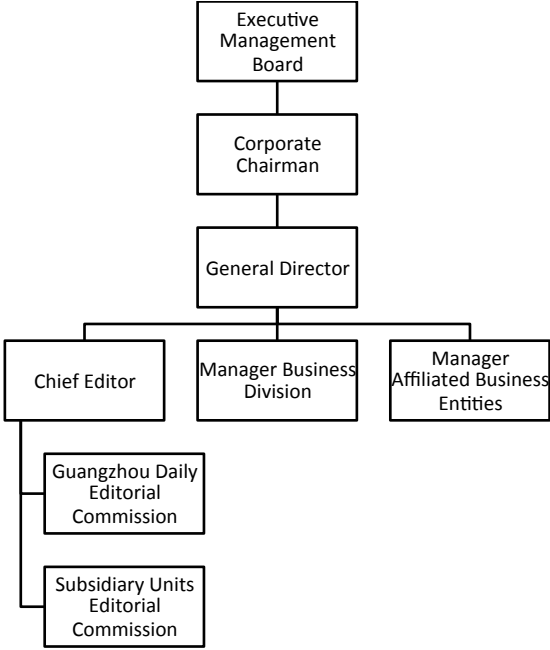 Executive
Management
Board
Corporate
Chairman
General Director
Chief Editor
Manager Business
Division
Manager
Affiliated Business
Entities
Guangzhou Daily
Editorial
Commission
Subsidiary Units
Editorial
Commission